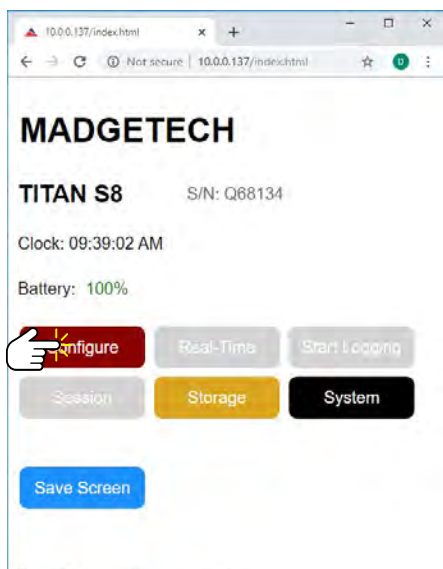 10.0.0.137/index.html
Not secure | 10.0.0.137/index.html
U
MADGETECH
TITAN S8 S/N: Q68134
Clock: 09:39:02 AM
Battery: 100%
Configure Real-Time Start Logging
Session Storage System
Save Screen